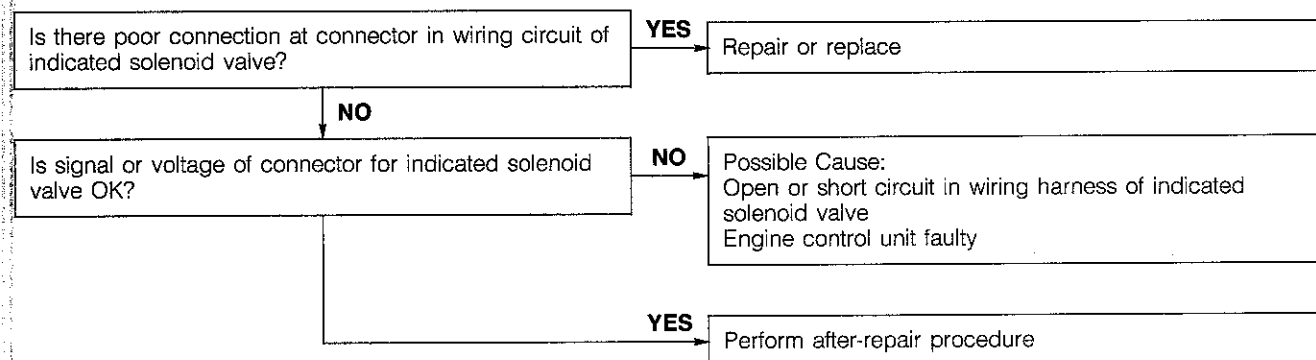 Is there poor connection at connector in wiring circuit of
indicated solenoid valve?
YES
Repair or replace
NO
Is signal or voltage of connector for indicated solenoid
valve OK?
NO
Possible Cause:
Open or short circuit in wiring harness of indicated
solenoid valve
Engine control unit faulty
YES
Perform after-repair procedure